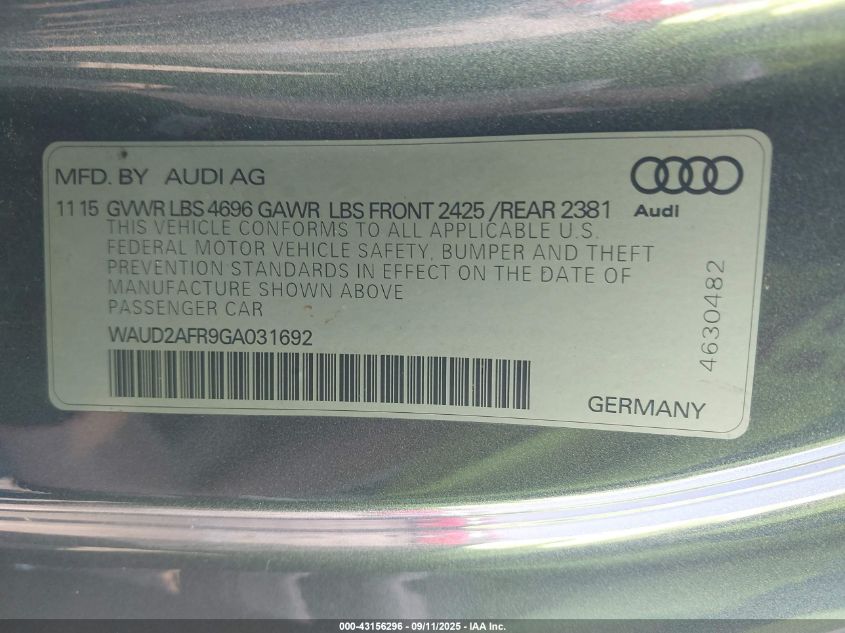 MFD. BY AUDI AG
Audi
11 15 GVWR LBS 4696 GAWR LBS FRONT 2425 /REAR 2381
THIS VEHICLE CONFORMS TO ALL APPLICABLE U.S.
FEDERAL MOTOR VEHICLE SAFETY, BUMPER AND THEFT
PREVENTION STANDARDS IN EFFECT ON THE DATE OF
MANUFACTURE SHOWN ABOVE
PASSENGER CAR
WAUD2AFR9GA031692
4630482
GERMANY
000-43156296 - 09/11/2025 - IAA Inc.